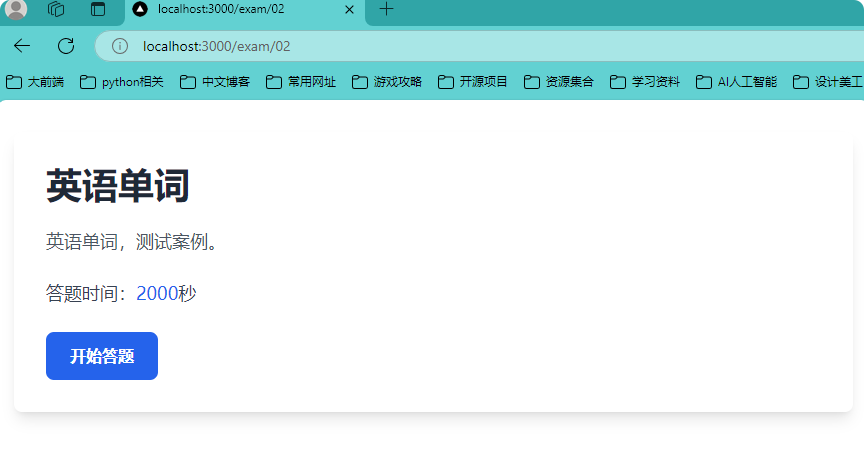 localhost:3000/exam/02
localhost:3000/exam/02
大前端 python相关 中文博客 常用网址 游戏攻略 开源项目 资源集合 学习资料 AI人工智能 设计美工
英语单词
英语单词，测试案例。
答题时间：2000秒
开始答题